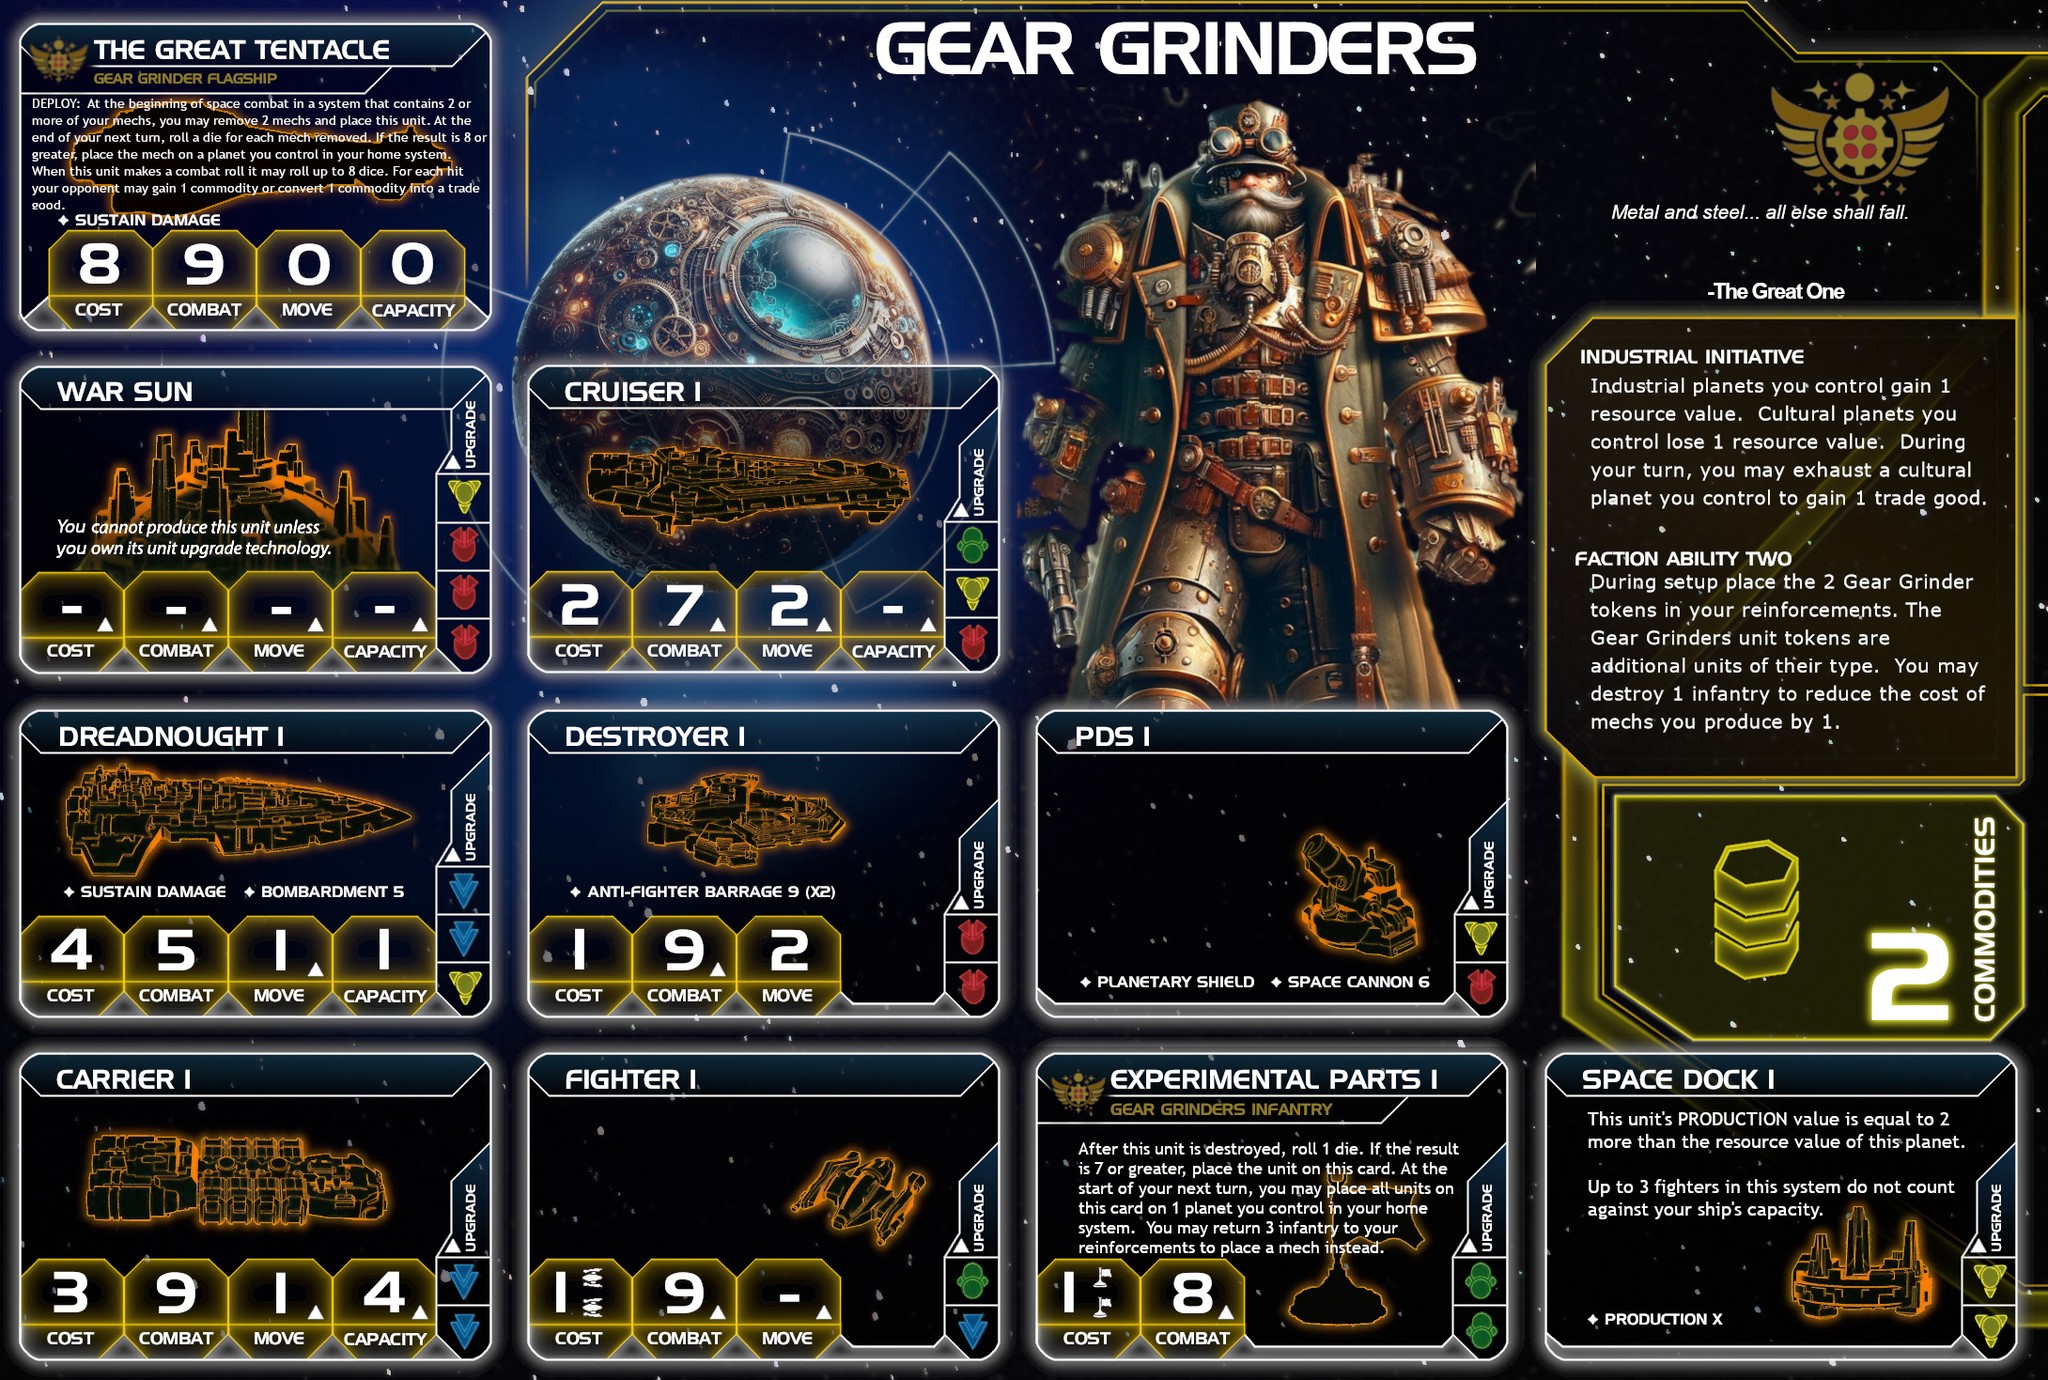 GEAR GRINDERS
THE GREAT TENTACLE
GEAR GRINDER FLAGSHIP
DEPLOY: At the beginning of space combat in a system that contains 2 or
more of your mechs, you may remove 2 mechs and place this unit. At the
end of your next turn, roll a die for each mech removed. If the result is 8 or
greater, place the mech on a planet you control in your home system.
When this unit makes a combat roll it may roll up to 8 dice. For each hit
your opponent may gain 1 commodity or convert 1 commodity into a trade
good.
SUSTAIN DAMAGE
8 9 0 0
COST COMBAT MOVE CAPACITY
Metal and steel... all else shall fall.
-The Great One
INDUSTRIAL INITIATIVE
Industrial planets you control gain 1
resource value. Cultural planets you
control lose 1 resource value. During
your turn, you may exhaust a cultural
planet you control to gain 1 trade good.
FACTION ABILITY TWO
During setup place the 2 Gear Grinder
tokens in your reinforcements. The
Gear Grinders unit tokens are
additional units of their type. You may
destroy 1 infantry to reduce the cost of
mechs you produce by 1.
WAR SUN
UPGRADE
You cannot produce this unit unless
you own its unit upgrade technology.
- - - -
COST COMBAT MOVE CAPACITY
CRUISER I
UPGRADE
2 7 2 -
COST COMBAT MOVE CAPACITY
DREADNOUGHT I
UPGRADE
SUSTAIN DAMAGE BOMBARDMENT 5
4 5 1 1
COST COMBAT MOVE CAPACITY
DESTROYER I
UPGRADE
ANTI-FIGHTER BARRAGE 9 (X2)
1 9 2
COST COMBAT MOVE
PDS I
UPGRADE
PLANETARY SHIELD SPACE CANNON 6
2
COMMODITIES
CARRIER I
UPGRADE
3 9 1 4
COST COMBAT MOVE CAPACITY
FIGHTER I
UPGRADE
1 9 -
COST COMBAT MOVE
EXPERIMENTAL PARTS I
GEAR GRINDERS INFANTRY
After this unit is destroyed, roll 1 die. If the result
is 7 or greater, place the unit on this card. At the
start of your next turn, you may place all units on
this card on 1 planet you control in your home
system. You may return 3 infantry to your
reinforcements to place a mech instead.
UPGRADE
1 8
COST COMBAT
SPACE DOCK I
This unit's PRODUCTION value is equal to 2
more than the resource value of this planet.
Up to 3 fighters in this system do not count
against your ship's capacity.
UPGRADE
PRODUCTION X